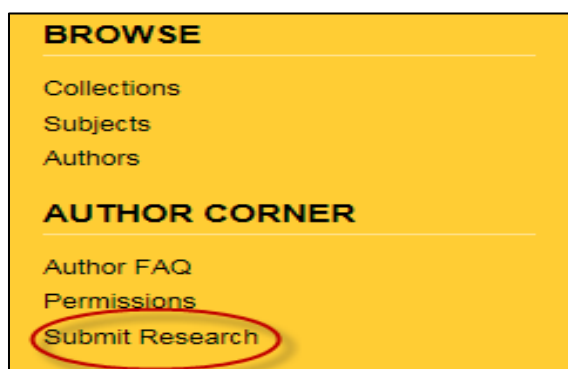 BROWSE
Collections
Subjects
Authors
AUTHOR CORNER
Author FAQ
Permissions
Submit Research